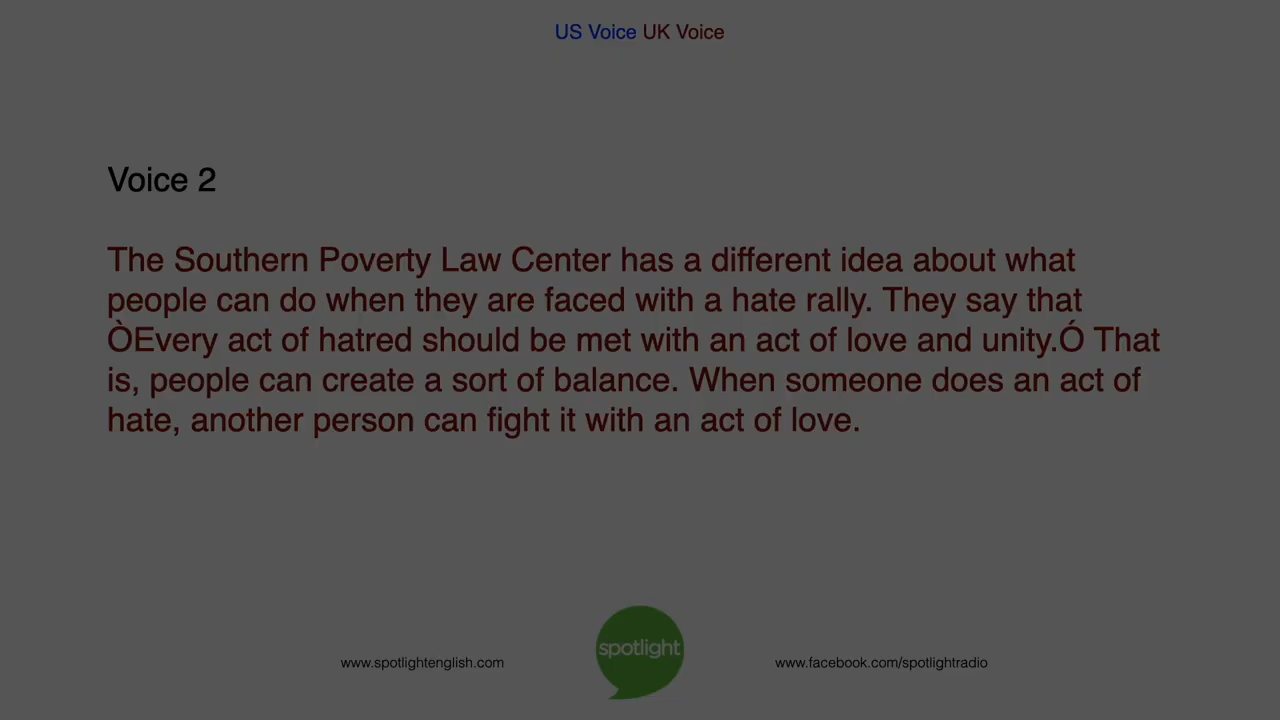 US Voice UK Voice
Voice 2
The Southern Poverty Law Center has a different idea about what
people can do when they are faced with a hate rally. They say that
ÒEvery act of hatred should be met with an act of love and unity.Ó That
is, people can create a sort of balance. When someone does an act of
hate, another person can fight it with an act of love.
spotlight
www.spotlightenglish.com
www.facebook.com/spotlightradio